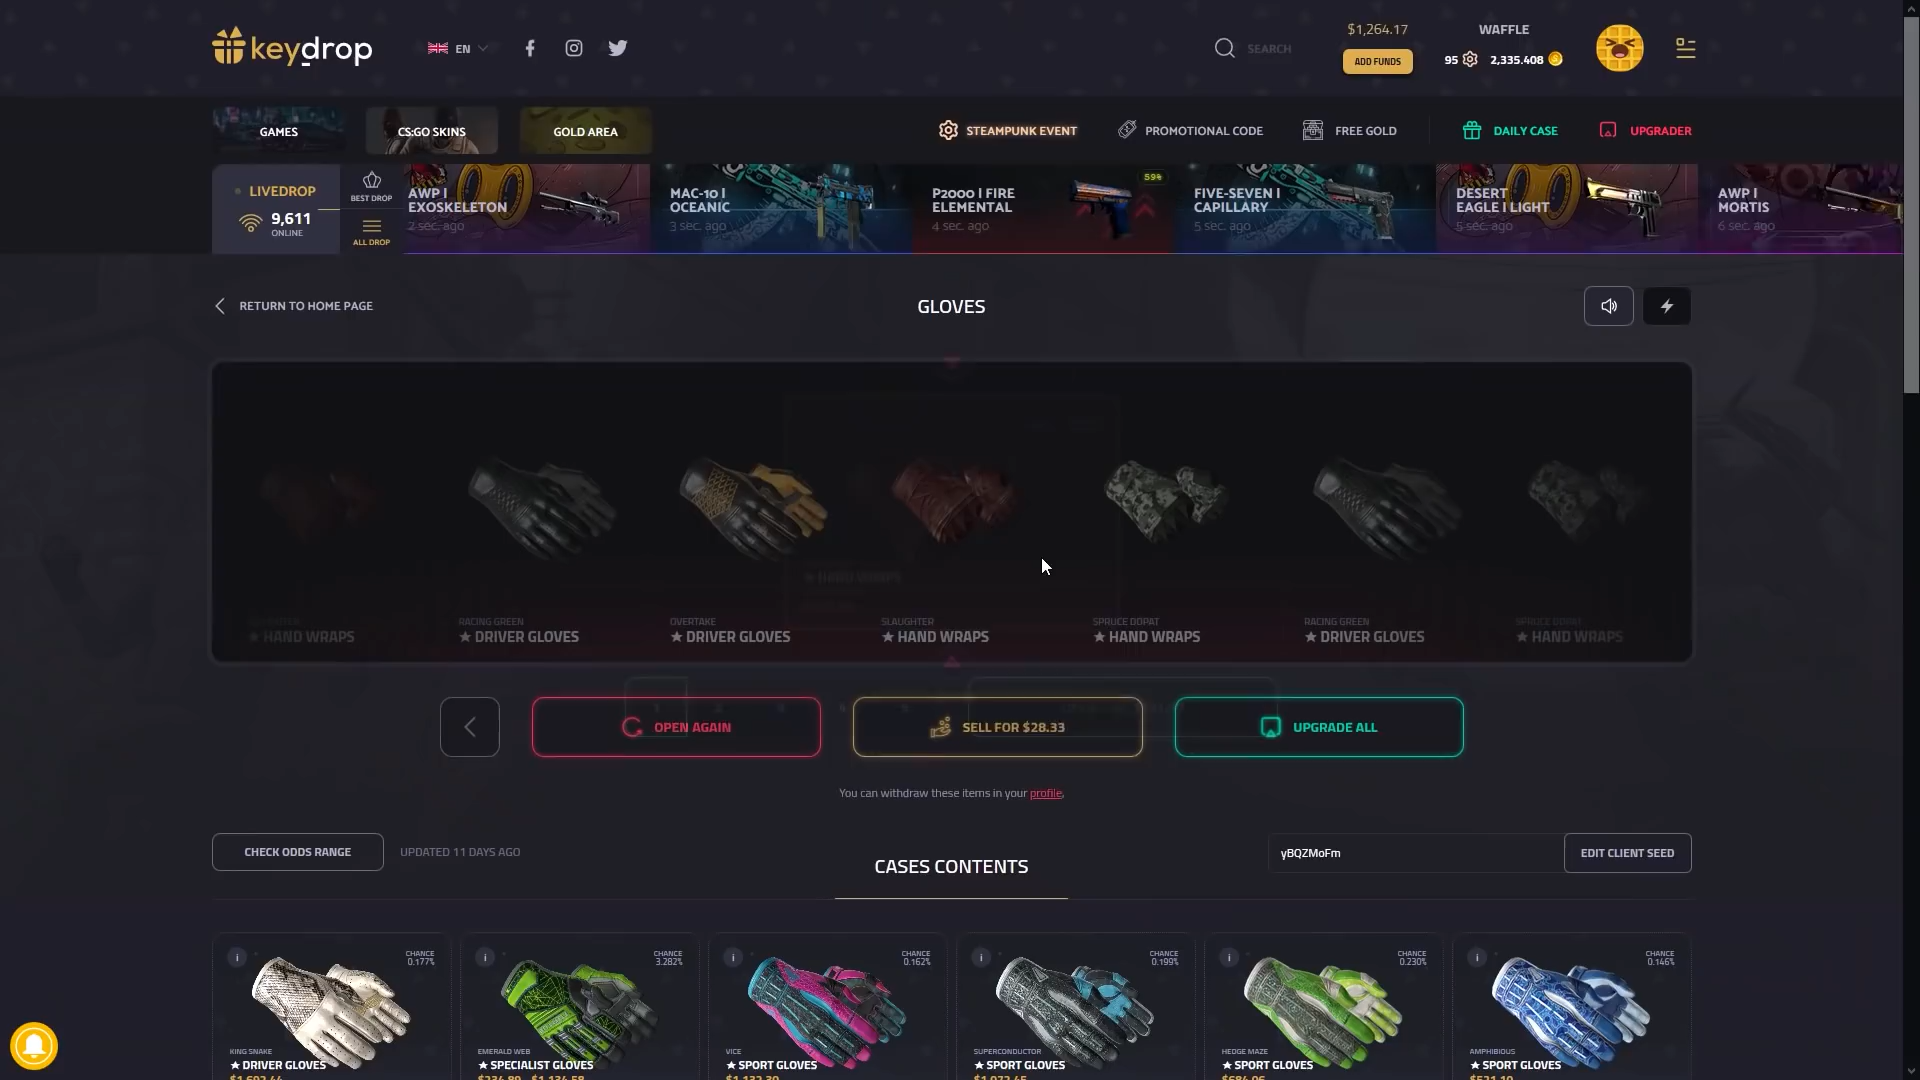 keydrop
EN
SEARCH
$1,264.17
ADD FUNDS
WAFFLE
95
2,335.408
GAMES
CS:GO SKINS
GOLD AREA
STEAMPUNK EVENT
PROMOTIONAL CODE
FREE GOLD
DAILY CASE
UPGRADER
LIVEDROP
9,611
ONLINE
BEST DROP
ALL DROP
AWP |
EXOSKELETON
2 sec. ago
MAC-10 |
OCEANIC
3 sec. ago
P2000 | FIRE
ELEMENTAL
4 sec. ago
59%
FIVE-SEVEN |
CAPILLARY
5 sec. ago
DESERT
EAGLE | LIGHT
5 sec. ago
AWP |
MORTIS
6 sec. ago
RETURN TO HOME PAGE
GLOVES
★ HAND WRAPS
RACING GREEN
★ DRIVER GLOVES
OVERTAKE
★ DRIVER GLOVES
SLAUGHTER
★ HAND WRAPS
SPRUCE DDPAT
★ HAND WRAPS
RACING GREEN
★ DRIVER GLOVES
SPRUCE DDPAT
★ HAND WRAPS
OPEN AGAIN
SELL FOR $28.33
UPGRADE ALL
You can withdraw these items in your profile.
CHECK ODDS RANGE
UPDATED 11 DAYS AGO
CASES CONTENTS
yBQZMoFm
EDIT CLIENT SEED
CHANCE
0.177%
KING SNAKE
★ DRIVER GLOVES
CHANCE
3.282%
EMERALD WEB
★ SPECIALIST GLOVES
CHANCE
0.162%
VICE
★ SPORT GLOVES
CHANCE
0.199%
SUPERCONDUCTOR
★ SPORT GLOVES
CHANCE
0.230%
HEDGE MAZE
★ SPORT GLOVES
CHANCE
0.146%
AMPHIBIOUS
★ SPORT GLOVES